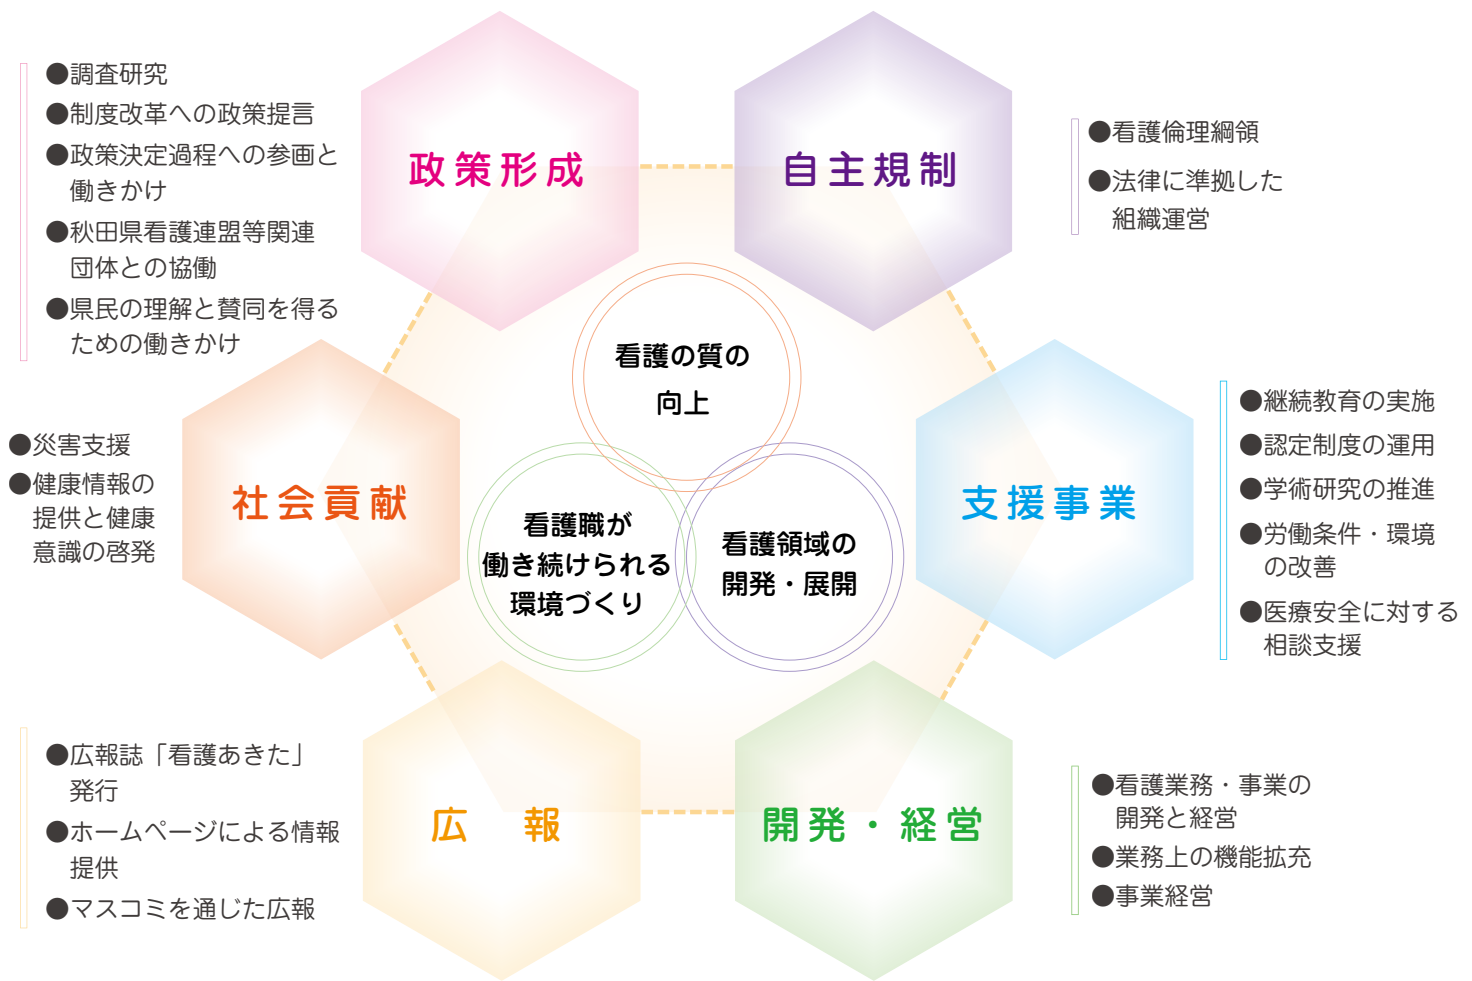 政策形成
●調査研究
●制度改革への政策提言
●政策決定過程への参画と
働きかけ
●秋田県看護連盟等関連
団体との協働
●県民の理解と賛同を得る
ための働きかけ
自主規制
●看護倫理綱領
●法律に準拠した
組織運営
社会貢献
●災害支援
●健康情報の
提供と健康
意識の啓発
看護の質の
向上
看護職が
働き続けられる
環境づくり
看護領域の
開発・展開
支援事業
●継続教育の実施
●認定制度の運用
●学術研究の推進
●労働条件・環境
の改善
●医療安全に対する
相談支援
広　報
●広報誌「看護あきた」
発行
●ホームページによる情報
提供
●マスコミを通じた広報
開発・経営
●看護業務・事業の
開発と経営
●業務上の機能拡充
●事業経営